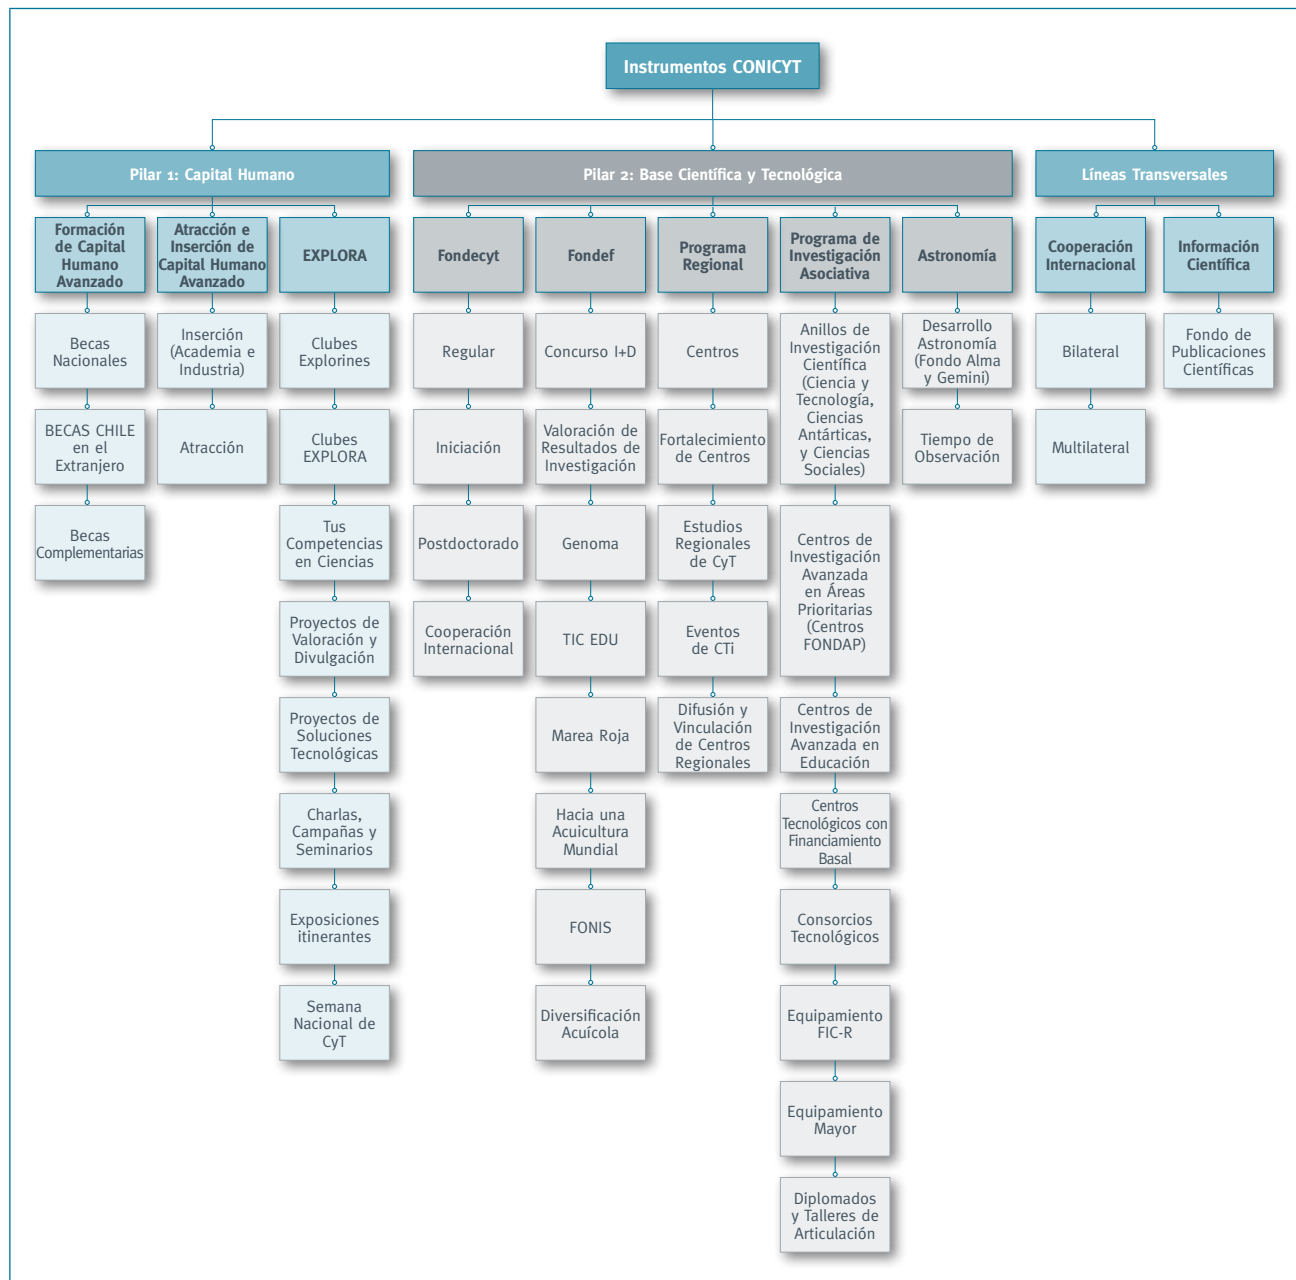 Instrumentos CONICYT
Pilar 1: Capital Humano
Pilar 2: Base Científica y Tecnológica
Líneas Transversales
Formación
de Capital
Humano
Avanzado
Atracción e
Inserción de
Capital Humano
Avanzado
EXPLORA
Fondecyt
Fondef
Programa
Regional
Programa de
Investigación
Asociativa
Astronomía
Cooperación
Internacional
Información
Científica
Becas
Nacionales
BECAS CHILE
en el
Extranjero
Becas
Complementarias
Inserción
(Academia e
Industria)
Atracción
Clubes
Explorines
Clubes
EXPLORA
Tus
Competencias
en Ciencias
Proyectos de
Valoración y
Divulgación
Proyectos de
Soluciones
Tecnológicas
Charlas,
Campañas y
Seminarios
Exposiciones
itinerantes
Semana
Nacional de
CyT
Regular
Iniciación
Postdoctorado
Cooperación
Internacional
Concurso I+D
Valoración de
Resultados de
Investigación
Genoma
TIC EDU
Marea Roja
Hacia una
Acuicultura
Mundial
FONIS
Diversificación
Acuícola
Centros
Fortalecimiento
de Centros
Estudios
Regionales
de CyT
Eventos
de CTi
Difusión y
Vinculación
de Centros
Regionales
Anillos de
Investigación
Científica
(Ciencia y
Tecnología,
Ciencias
Antárticas,
y Ciencias
Sociales)
Centros de
Investigación
Avanzada
en Áreas
Prioritarias
(Centros
FONDAP)
Centros de
Investigación
Avanzada en
Educación
Centros
Tecnológicos con
Financiamiento
Basal
Consorcios
Tecnológicos
Equipamiento
FIC-R
Equipamiento
Mayor
Diplomados
y Talleres de
Articulación
Desarrollo
Astronomía
(Fondo Alma
y Gemini)
Tiempo de
Observación
Bilateral
Multilateral
Fondo de
Publicaciones
Científicas